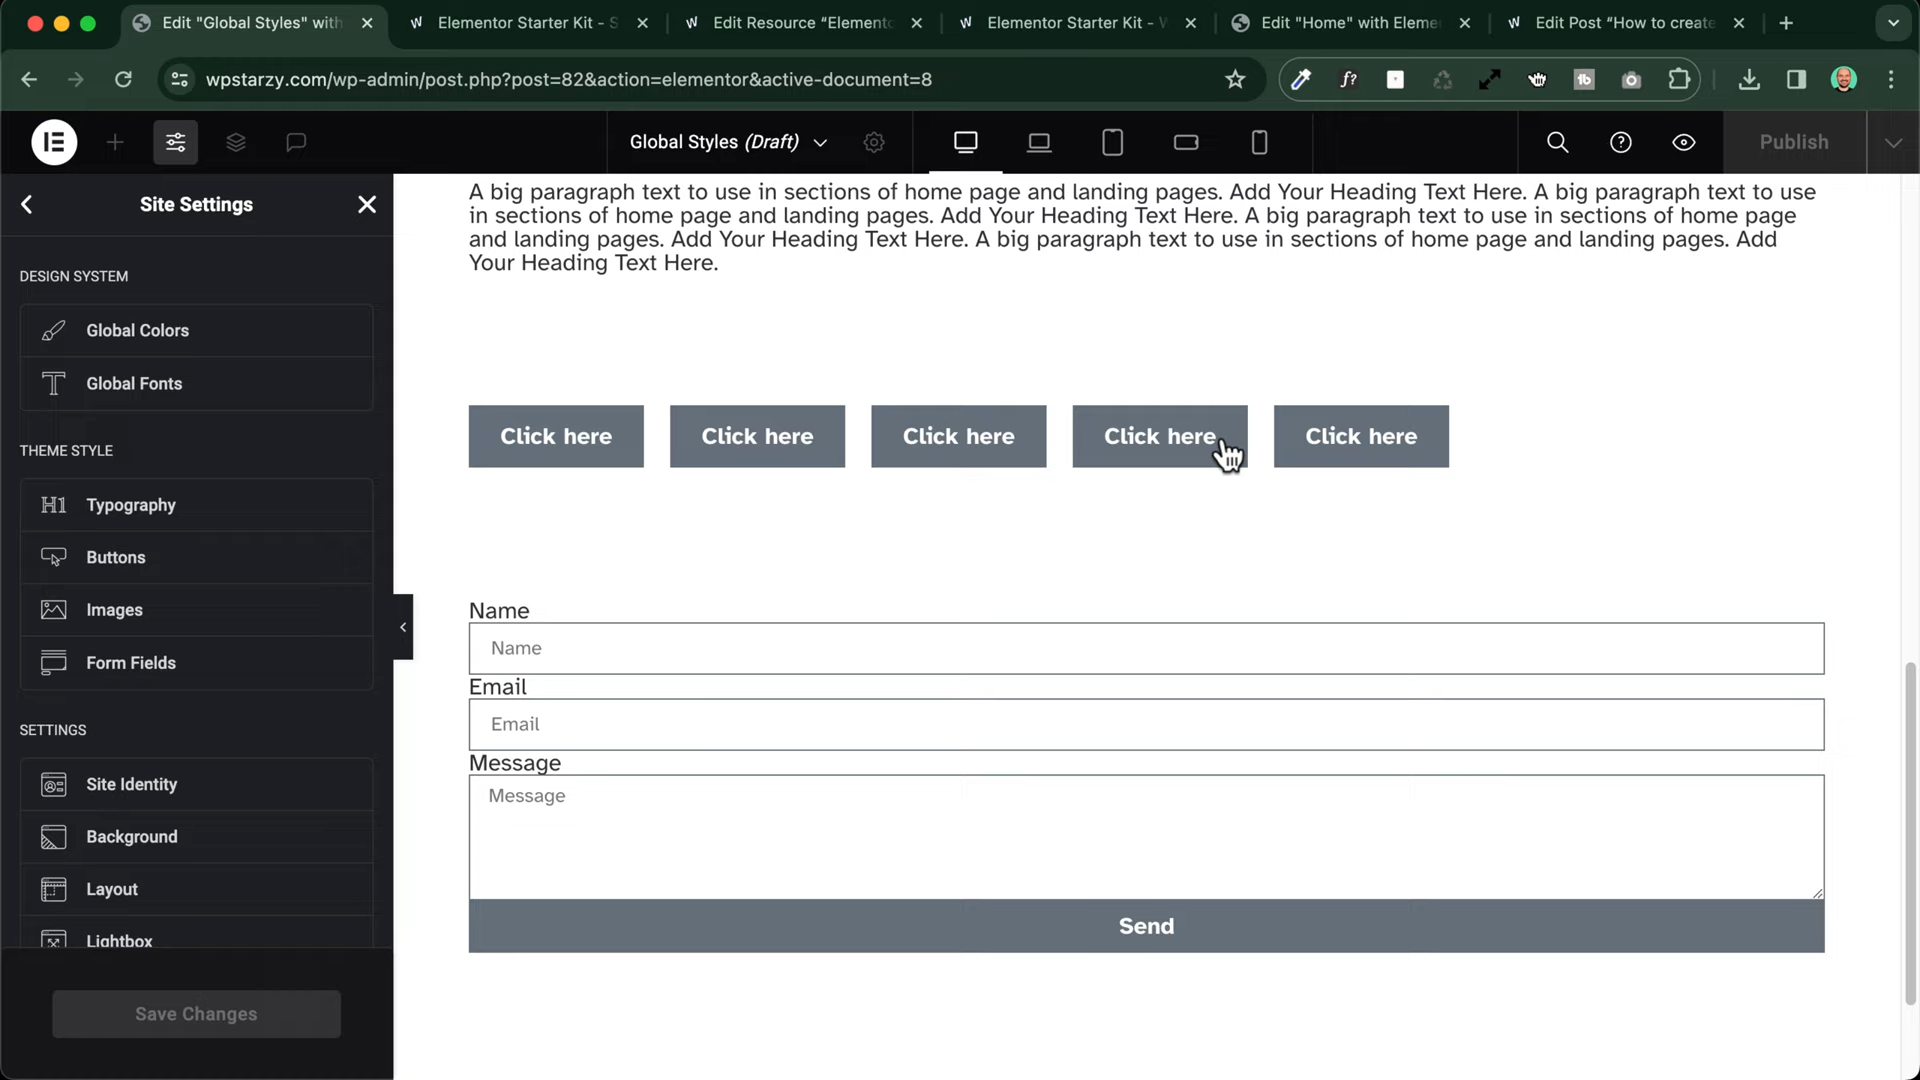 Edit "Global Styles" with
Elementor Starter Kit - S
Edit Resource “Elemento
Elementor Starter Kit - W
Edit "Home" with Eleme
Edit Post “How to create
wpstarzy.com/wp-admin/post.php?post=82&action=elementor&active-document=8
f?
tb
Global Styles (Draft)
Publish
Site Settings
DESIGN SYSTEM
Global Colors
Global Fonts
THEME STYLE
H1 Typography
Buttons
Images
Form Fields
SETTINGS
Site Identity
Background
Layout
Lightbox
Save Changes
A big paragraph text to use in sections of home page and landing pages. Add Your Heading Text Here. A big paragraph text to use
in sections of home page and landing pages. Add Your Heading Text Here. A big paragraph text to use in sections of home page
and landing pages. Add Your Heading Text Here. A big paragraph text to use in sections of home page and landing pages. Add
Your Heading Text Here.
Click here Click here Click here Click here Click here
Name
Name
Email
Email
Message
Message
Send